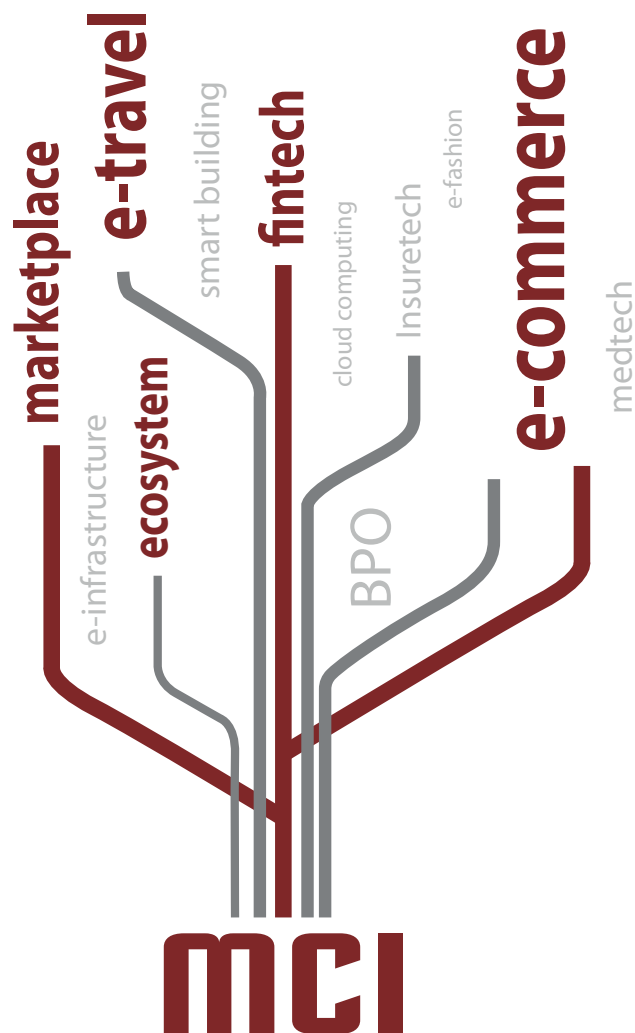 marketplace
e-travel
smart building
fintech
e-infrastructure
ecosystem
cloud computing
Insuretech
e-fashion
e-commerce
BPO
medtech
MCI